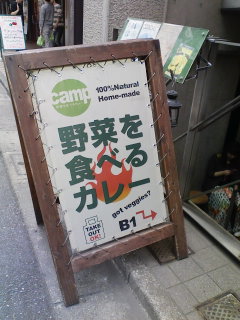 camp
100% Natural
Home-made
野菜を
食べる
カレー
got veggies?
TAKE
OUT
OK!
B1